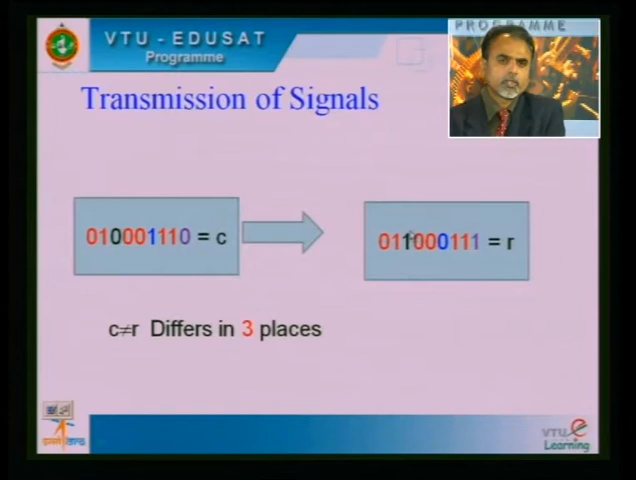 VTU - EDUSAT
Programme
PROGRAMME
Transmission of Signals
010001110 = c
011000111 = r
c≠r Differs in 3 places
VTU e
Learning